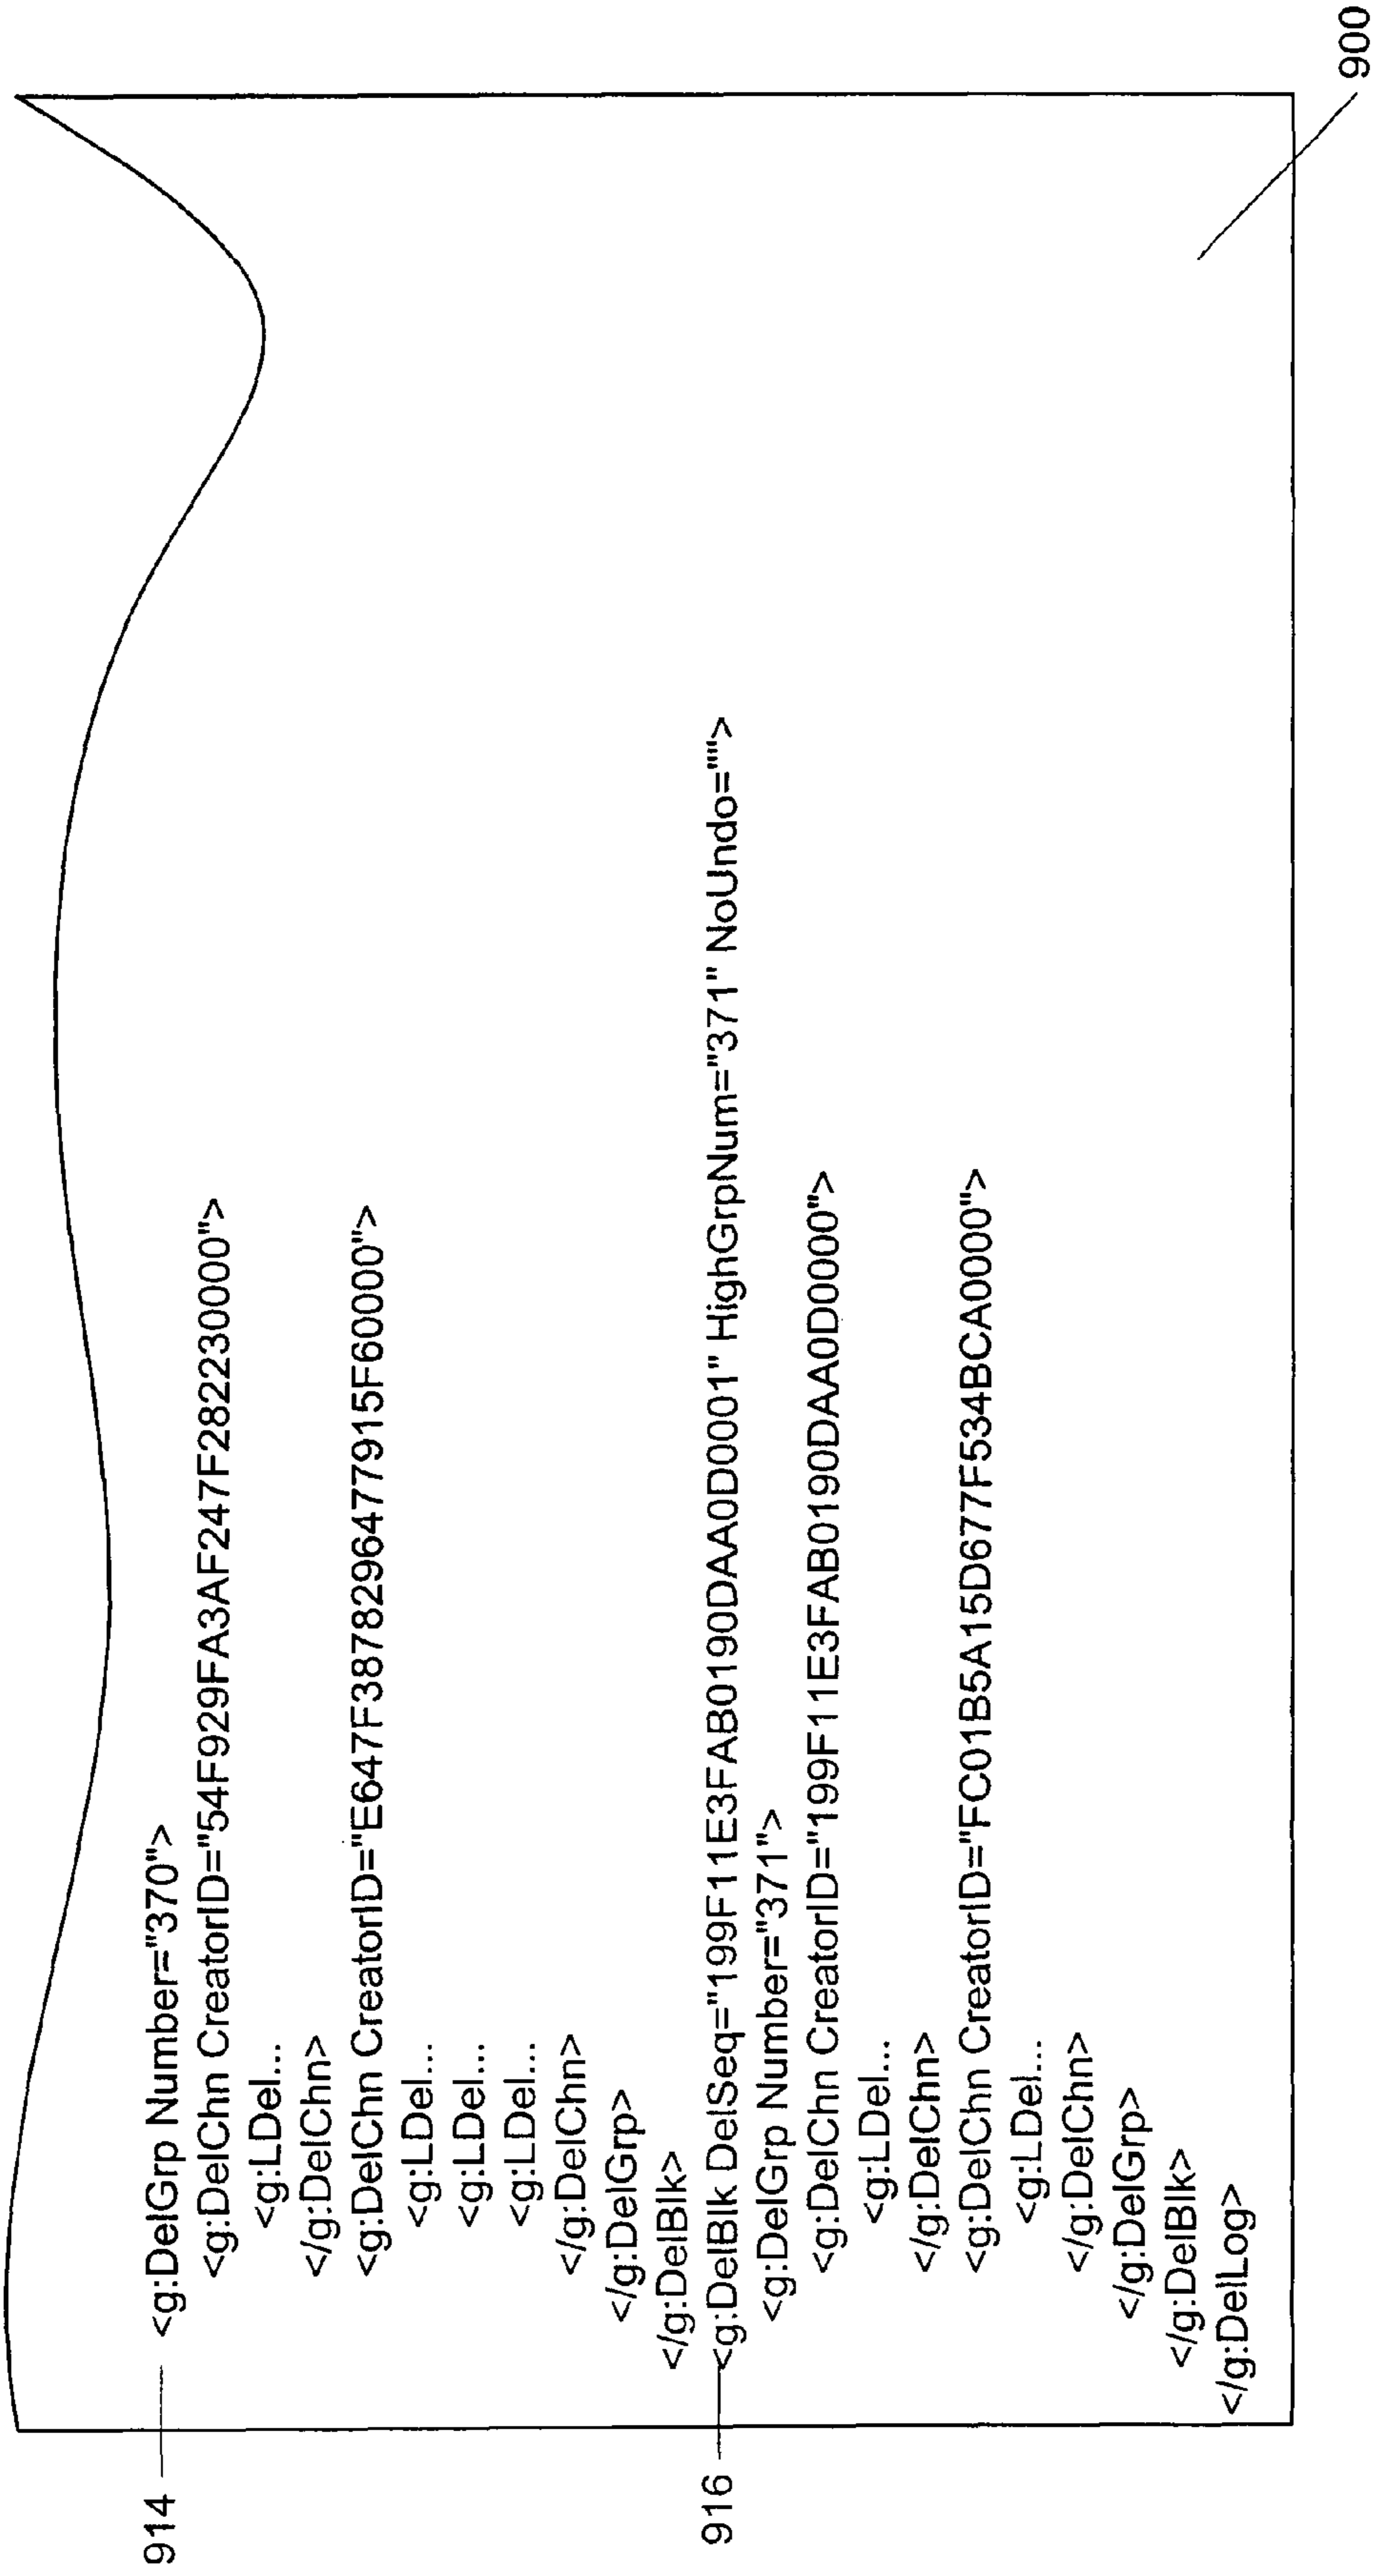 914
<g:DelGrp Number="370">
<g:DelChn CreatorID="54F929FA3AF247F282230000">
<g:LDel...
</g:DelChn>
<g:DelChn CreatorID="E647F38782964777915F60000">
<g:LDel...
<g:LDel...
<g:LDel...
</g:DelChn>
</g:DelGrp>
</g:DelBlk>
916
<g:DelBlk DelSeq="199F11E3FAB0190DAA0D0001" HighGrpNum="371" NoUndo="">
<g:DelGrp Number="371">
<g:DelChn CreatorID="199F11E3FAB0190DAA0D0000">
<g:LDel...
</g:DelChn>
<g:DelChn CreatorID="FC01B5A15D677F534BCA0000">
<g:LDel...
</g:DelChn>
</g:DelGrp>
</g:DelBlk>
</g:DelLog>
900